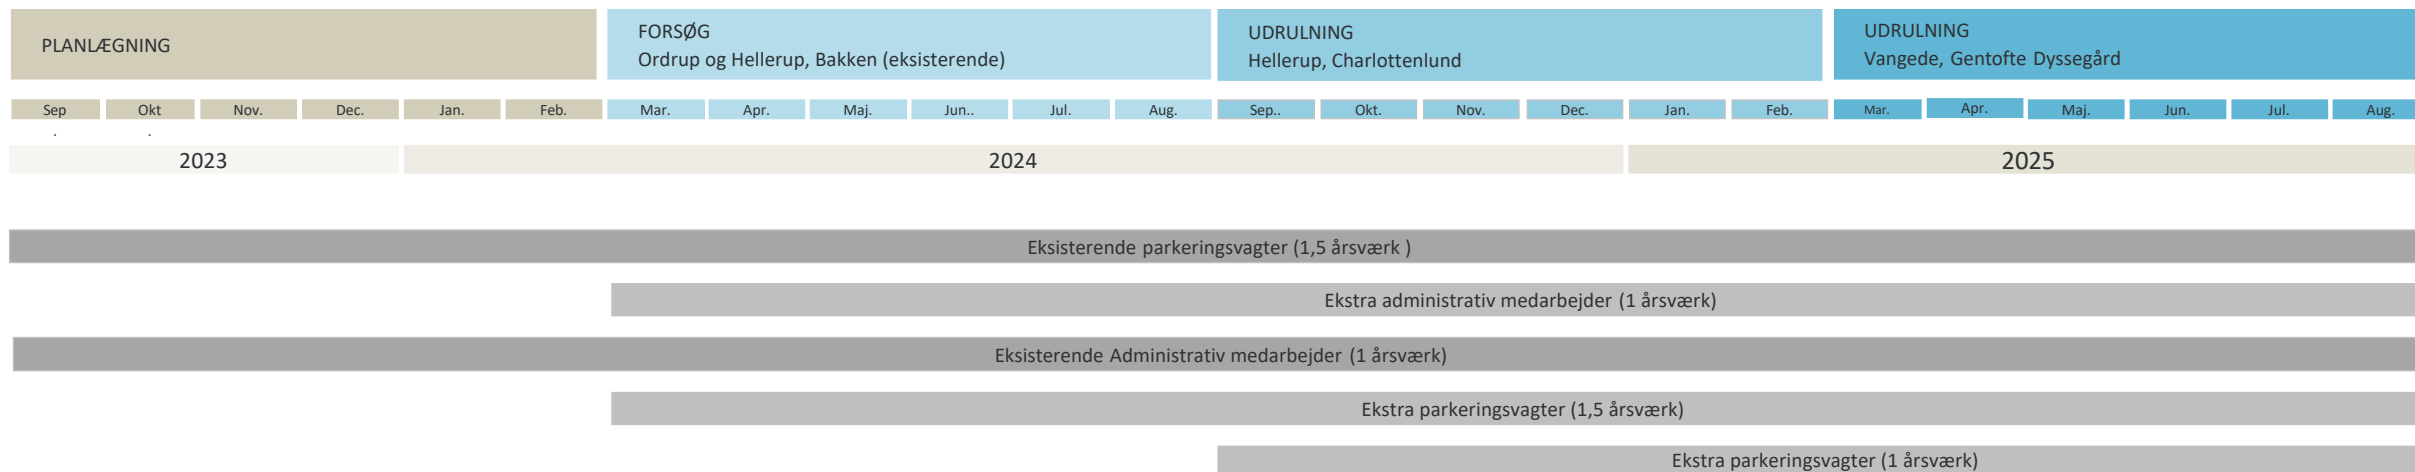 PLANLÆGNING
FORSØG
Ordrup og Hellerup, Bakken (eksisterende)
UDRULNING
Hellerup, Charlottenlund
UDRULNING
Vangede, Gentofte Dyssegård
Sep. Okt. Nov. Dec. Jan. Feb. Mar. Apr. Maj. Jun.. Jul. Aug. Sep.. Okt. Nov. Dec. Jan. Feb. Mar. Apr. Maj. Jun. Jul. Aug.
2023 2024 2025
Eksisterende parkeringsvagter (1,5 årsværk )
Ekstra administrativ medarbejder (1 årsværk)
Eksisterende Administrativ medarbejder (1 årsværk)
Ekstra parkeringsvagter (1,5 årsværk)
Ekstra parkeringsvagter (1 årsværk)